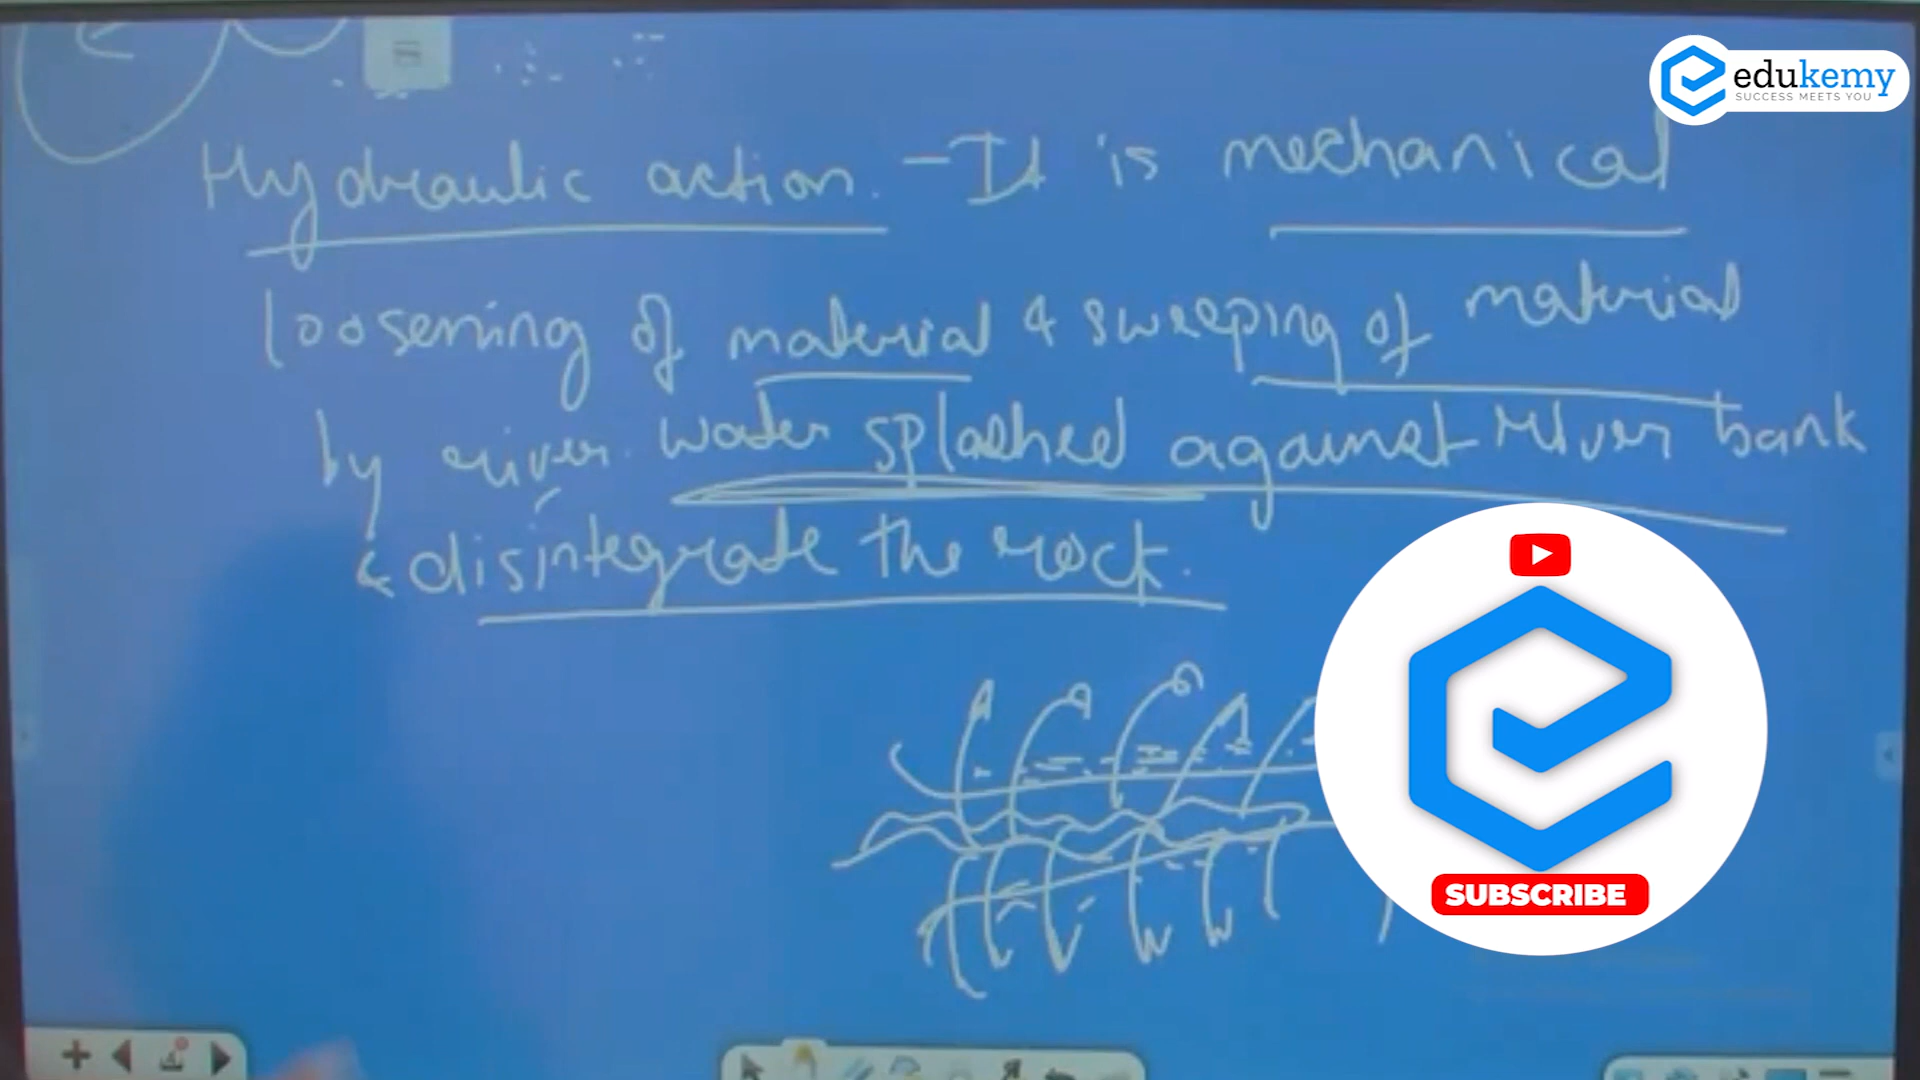 edukemy
SUCCESS MEETS YOU
Hydraulic action. - It is mechanical
loosening of material & sweeping of material
by river. water splashed against river bank
& disintegrate the rock.
SUBSCRIBE